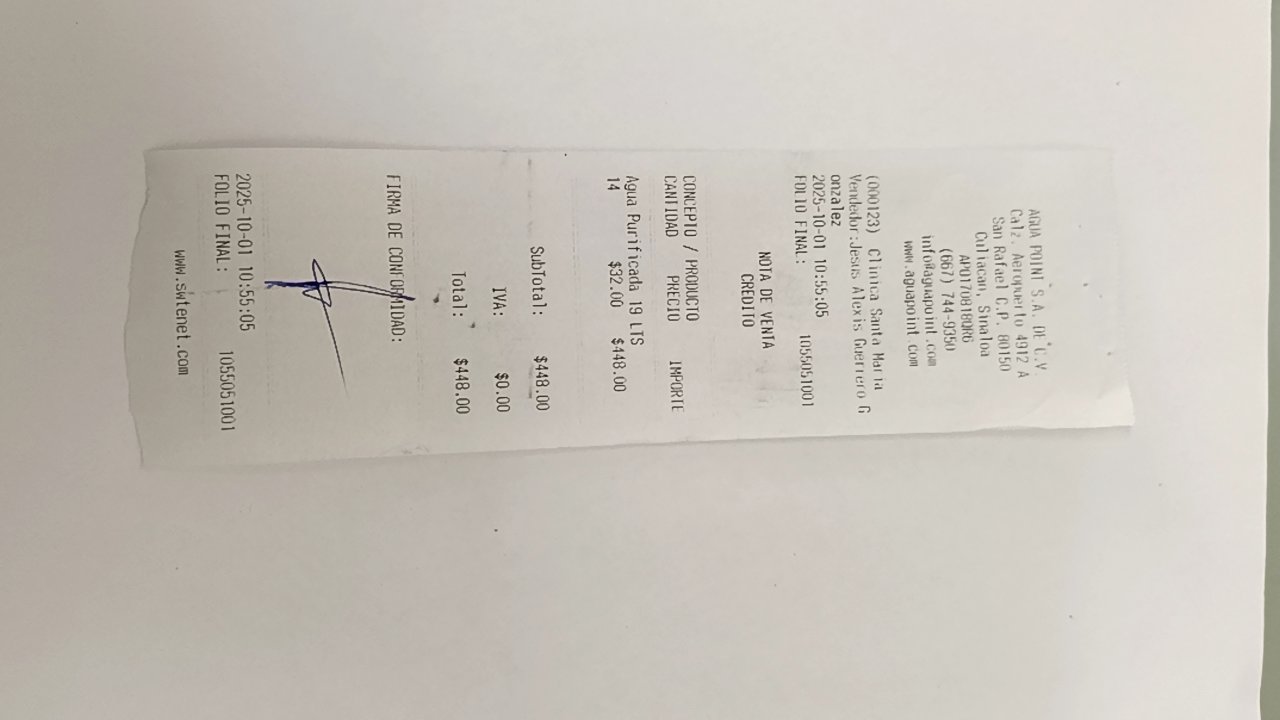 AGUA POINT S.A. DE C.V
Calz. Aeropuerto 4912 A
San Rafael C.P. 80150
Culiacan, Sinaloa
APO170818QR6
(667) 744-9350
info@aguapoint.com
www.aguapoint.com
(000123) Clinica Santa Maria
Vendedor:Jesus Alexis Guerrero G
onzalez
2025-10-01 10:55:05
FOLIO FINAL: 1055051001
NOTA DE VENTA
CREDITO
CONCEPTO / PRODUCTO
CANTIDAD PRECIO IMPORTE
Agua Purificada 19 LTS
14 $32.00 $448.00
SubTotal: $448.00
IVA: $0.00
Total: $448.00
FIRMA DE CONFORMIDAD:
2025-10-01 10:55:05
FOLIO FINAL: 1055051001
www.swtenet.com